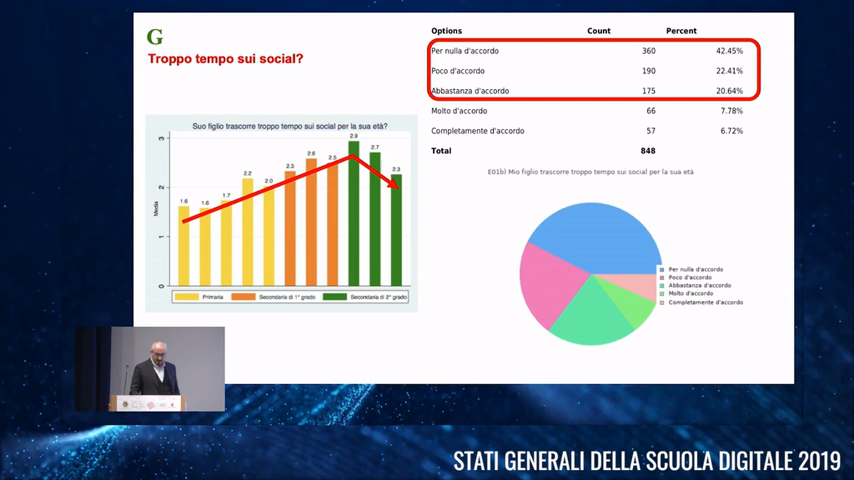 G
Troppo tempo sui social?
Suo figlio trascorre troppo tempo sui social per la sua età?
Media
0
1
2
3
1.6
1.6
1.7
2.2
2.0
2.3
2.6
2.5
2.9
2.7
2.3
Primaria
Secondaria di 1° grado
Secondaria di 2° grado
Options Count Percent
Per nulla d'accordo 360 42.45%
Poco d'accordo 190 22.41%
Abbastanza d'accordo 175 20.64%
Molto d'accordo 66 7.78%
Completamente d'accordo 57 6.72%
Total 848
E01b) Mio figlio trascorre troppo tempo sui social per la sua età
Per nulla d'accordo
Poco d'accordo
Abbastanza d'accordo
Molto d'accordo
Completamente d'accordo
STATI GENERALI DELLA SCUOLA DIGITALE 2019